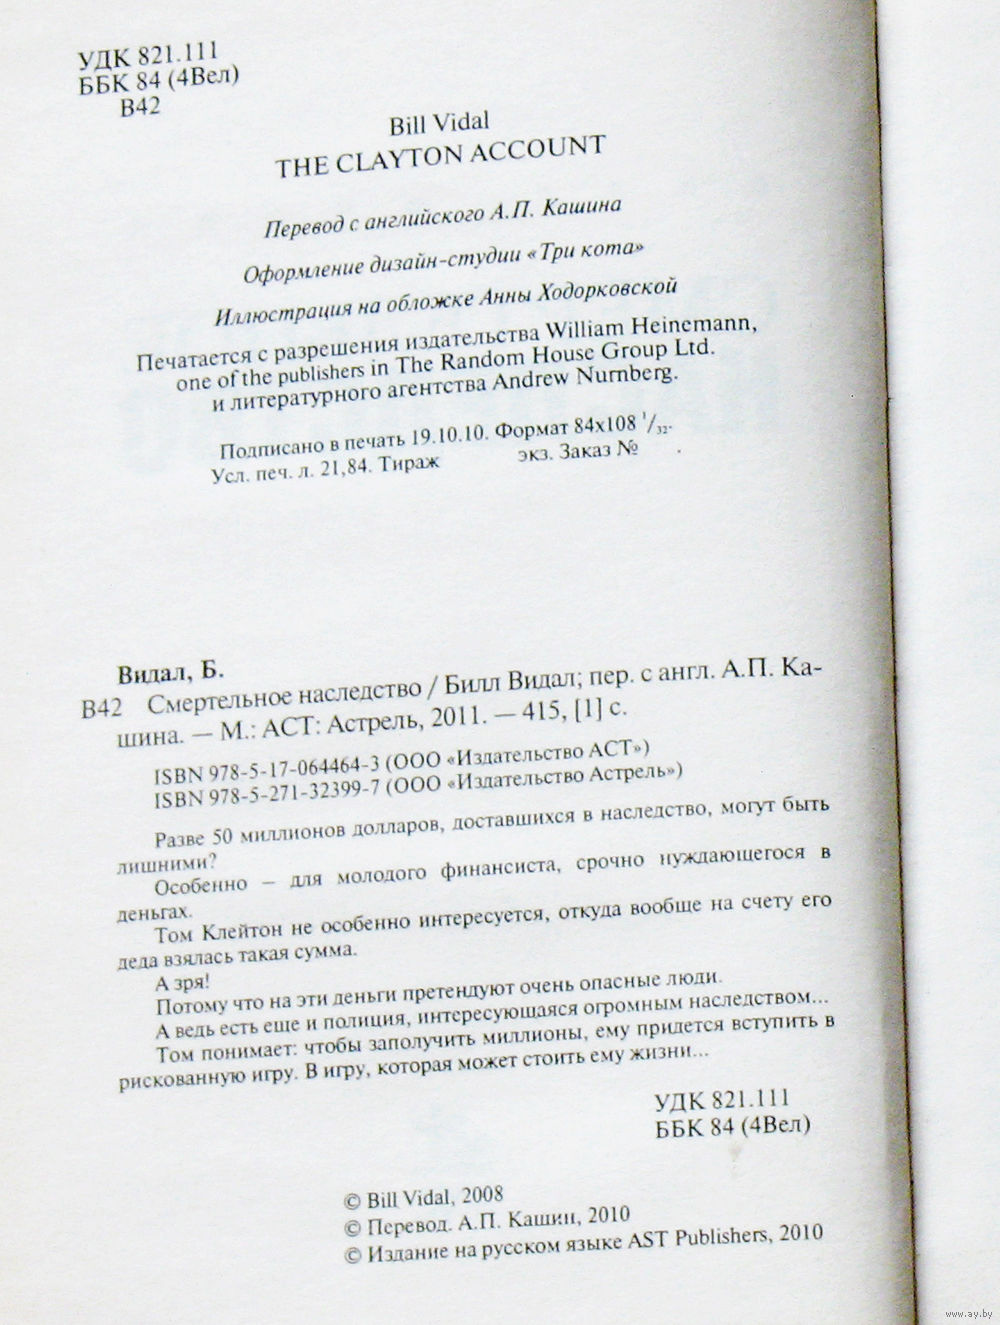 УДК 821.111
ББК 84 (4Вел)
В42
Bill Vidal
THE CLAYTON ACCOUNT
Перевод с английского А.П. Кашина
Оформление дизайн-студии «Три кота»
Иллюстрация на обложке Анны Ходорковской
Печатается с разрешения издательства William Heinemann,
one of the publishers in The Random House Group Ltd.
и литературного агентства Andrew Nurnberg.
Подписано в печать 19.10.10. Формат 84x108 1/32.
Усл. печ. л. 21,84. Тираж экз. Заказ № .
Видал, Б.
В42 Смертельное наследство / Билл Видал; пер. с англ. А.П. Ка-
шина. — М.: АСТ: Астрель, 2011. — 415, [1] с.
ISBN 978-5-17-064464-3 (ООО «Издательство АСТ»)
ISBN 978-5-271-32399-7 (ООО «Издательство Астрель»)
Разве 50 миллионов долларов, доставшихся в наследство, могут быть
лишними?
Особенно – для молодого финансиста, срочно нуждающегося в
деньгах.
Том Клейтон не особенно интересуется, откуда вообще на счету его
деда взялась такая сумма.
А зря!
Потому что на эти деньги претендуют очень опасные люди.
А ведь есть еще и полиция, интересующаяся огромным наследством...
Том понимает: чтобы заполучить миллионы, ему придется вступить в
рискованную игру. В игру, которая может стоить ему жизни...
УДК 821.111
ББК 84 (4Вел)
© Bill Vidal, 2008
© Перевод. А.П. Кашин, 2010
© Издание на русском языке AST Publishers, 2010
www.ay.by